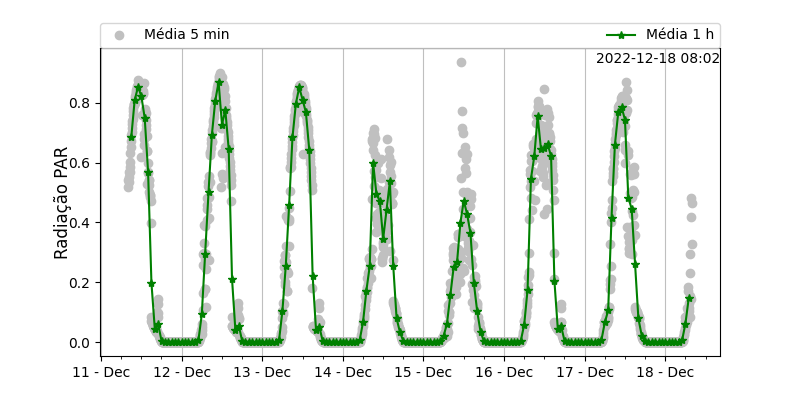 Média 5 min
Média 1 h
2022-12-18 08:02
Radiação PAR
0.8
0.6
0.4
0.2
0.0
11 - Dec
12 - Dec
13 - Dec
14 - Dec
15 - Dec
16 - Dec
17 - Dec
18 - Dec